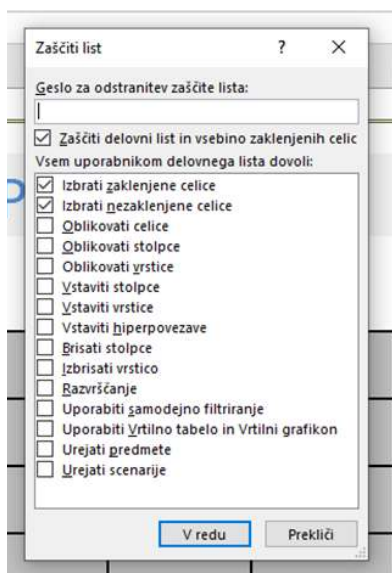 Zaščiti list ?
Geslo za odstranitev zaščite lista:
Zaščiti delovni list in vsebino zaklenjenih celic
Vsem uporabnikom delovnega lista dovoli:
Izbrati zaklenjene celice
Izbrati nezaklenjene celice
Oblikovati celice
Oblikovati stolpce
Oblikovati vrstice
Vstaviti stolpce
Vstaviti vrstice
Vstaviti hiperpovezave
Brisati stolpce
Izbrisati vrstico
Razvrščanje
Uporabiti samodejno filtriranje
Uporabiti Vrtilno tabelo in Vrtilni grafikon
Urejati predmete
Urejati scenarije
V redu Prekliči